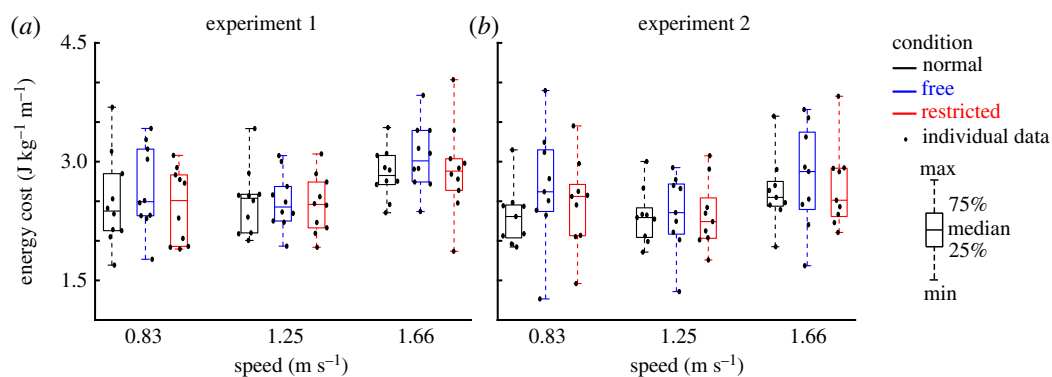 (a) experiment 1
(b) experiment 2
4.5
3.0
1.5
energy cost (J kg⁻¹ m⁻¹)
0.83 1.25 1.66
speed (m s⁻¹)
0.83 1.25 1.66
speed (m s⁻¹)
condition
normal
free
restricted
individual data
max
75%
median
25%
min